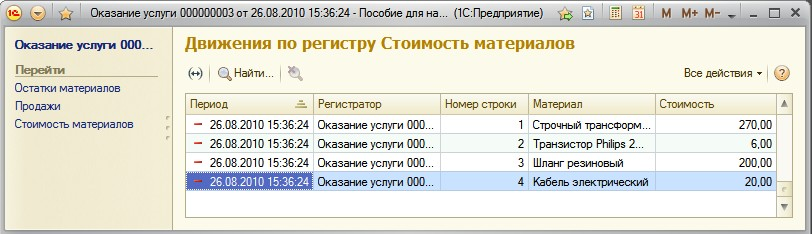 Оказание услуги 000000003 от 26.08.2010 15:36:24 - Пособие для на... (1С:Предприятие) 31 M M+ M-
Оказание услуги 000...
Перейти
Остатки материалов
Продажи
Стоимость материалов
Движения по регистру Стоимость материалов
Найти... Все действия ?
Период Регистратор Номер строки Материал Стоимость
26.08.2010 15:36:24 Оказание услуги 000... 1 Строчный трансформ... 270,00
26.08.2010 15:36:24 Оказание услуги 000... 2 Транзистор Philips 2... 6,00
26.08.2010 15:36:24 Оказание услуги 000... 3 Шланг резиновый 200,00
26.08.2010 15:36:24 Оказание услуги 000... 4 Кабель электрический 20,00